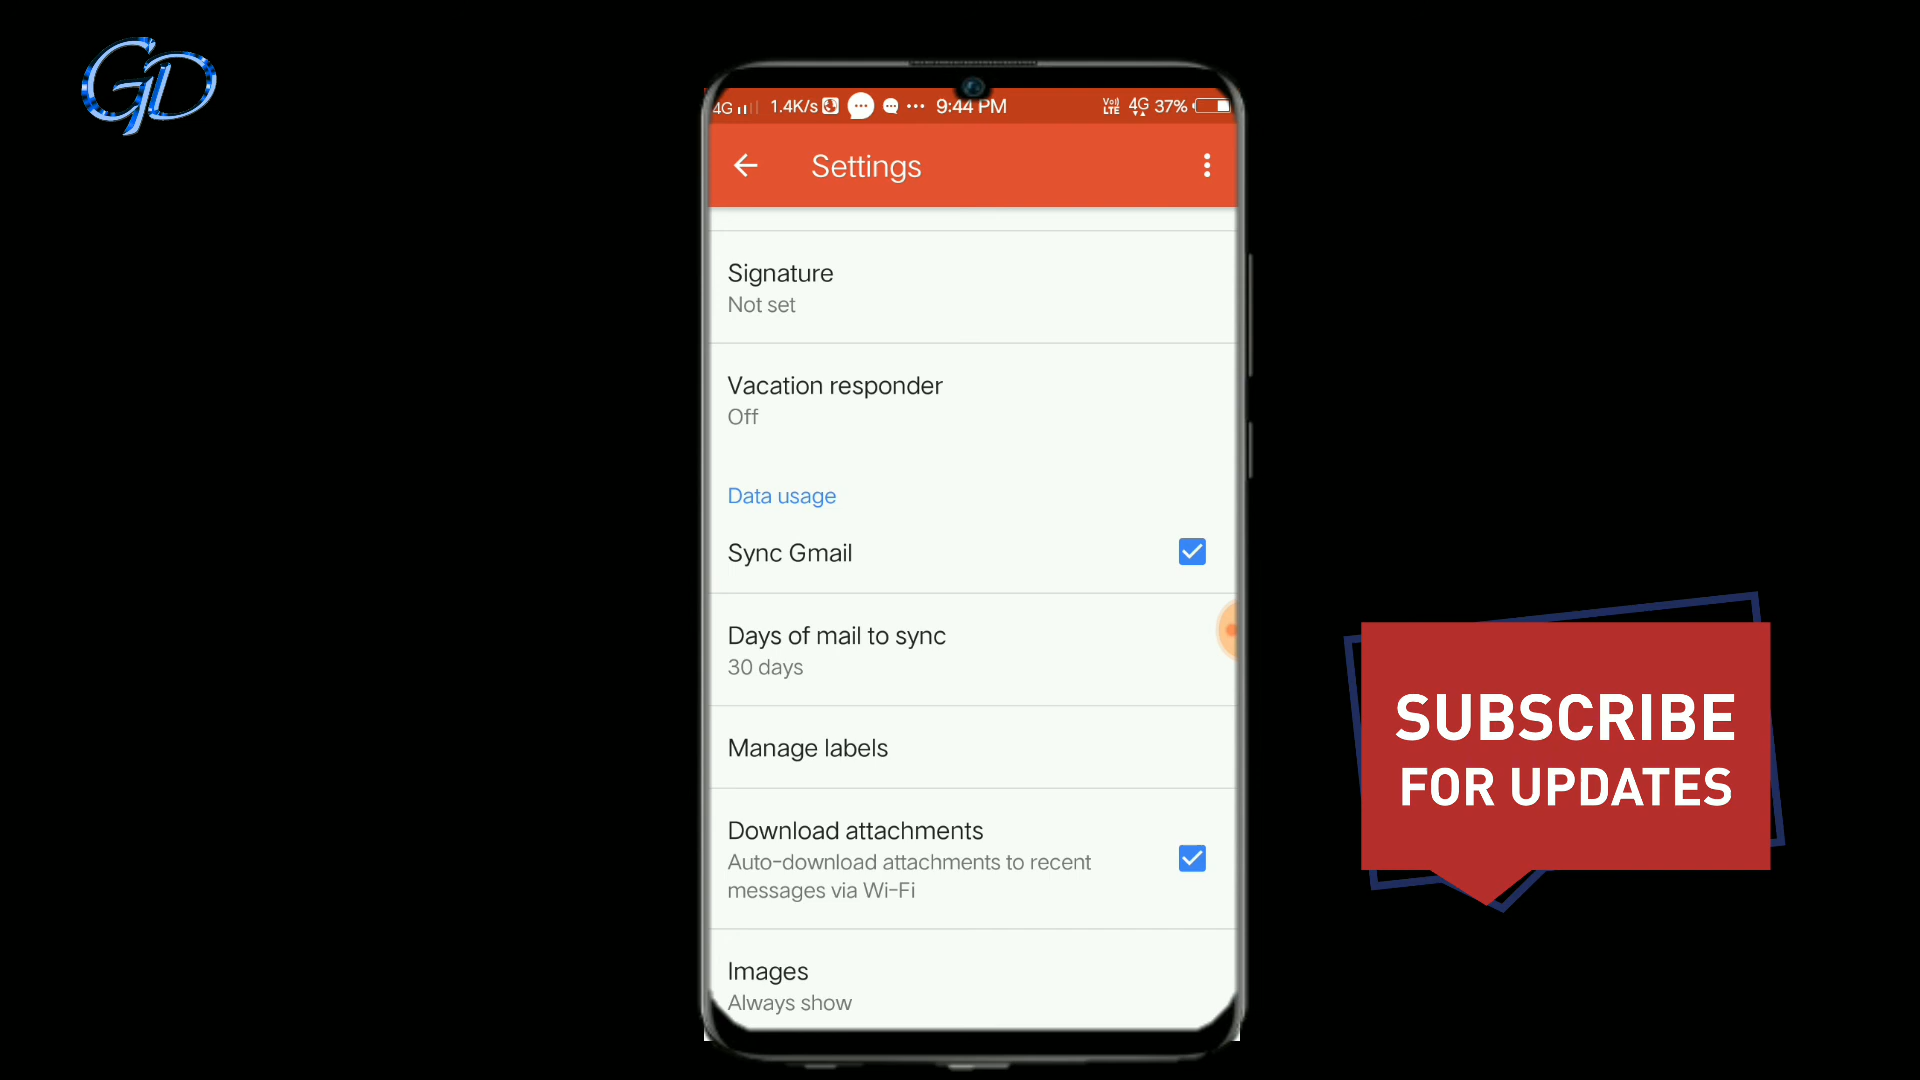 GD
4G 1.4K/s 9:44 PM VoLTE 4G 37%
Settings
Signature
Not set
Vacation responder
Off
Data usage
Sync Gmail
Days of mail to sync
30 days
Manage labels
Download attachments
Auto-download attachments to recent
messages via Wi-Fi
Images
Always show
SUBSCRIBE
FOR UPDATES